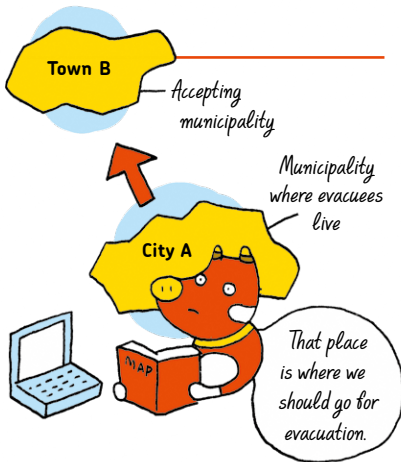 Town B
Accepting
municipality
Municipality
where evacuees
live
City A
MAP
That place
is where we
should go for
evacuation.